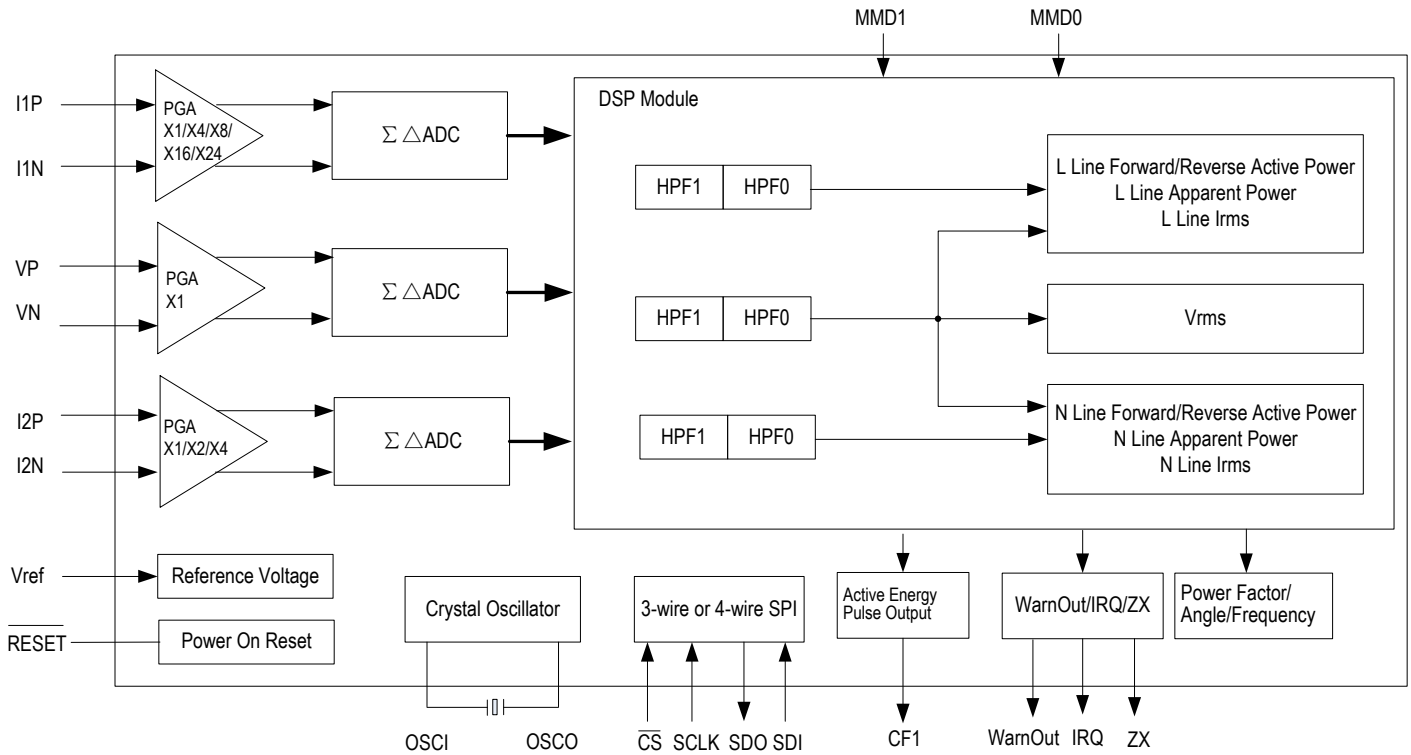 MMD1
MMD0
I1P
I1N
PGA
X1/X4/X8/
X16/X24
Σ △ADC
DSP Module
HPF1
HPF0
L Line Forward/Reverse Active Power
L Line Apparent Power
L Line Irms
VP
VN
PGA
X1
Σ △ADC
HPF1
HPF0
Vrms
I2P
I2N
PGA
X1/X2/X4
Σ △ADC
HPF1
HPF0
N Line Forward/Reverse Active Power
N Line Apparent Power
N Line Irms
Vref
Reference Voltage
RESET
Power On Reset
Crystal Oscillator
3-wire or 4-wire SPI
Active Energy
Pulse Output
WarnOut/IRQ/ZX
Power Factor/
Angle/Frequency
OSCI
OSCO
CS
SCLK
SDO
SDI
CF1
WarnOut
IRQ
ZX